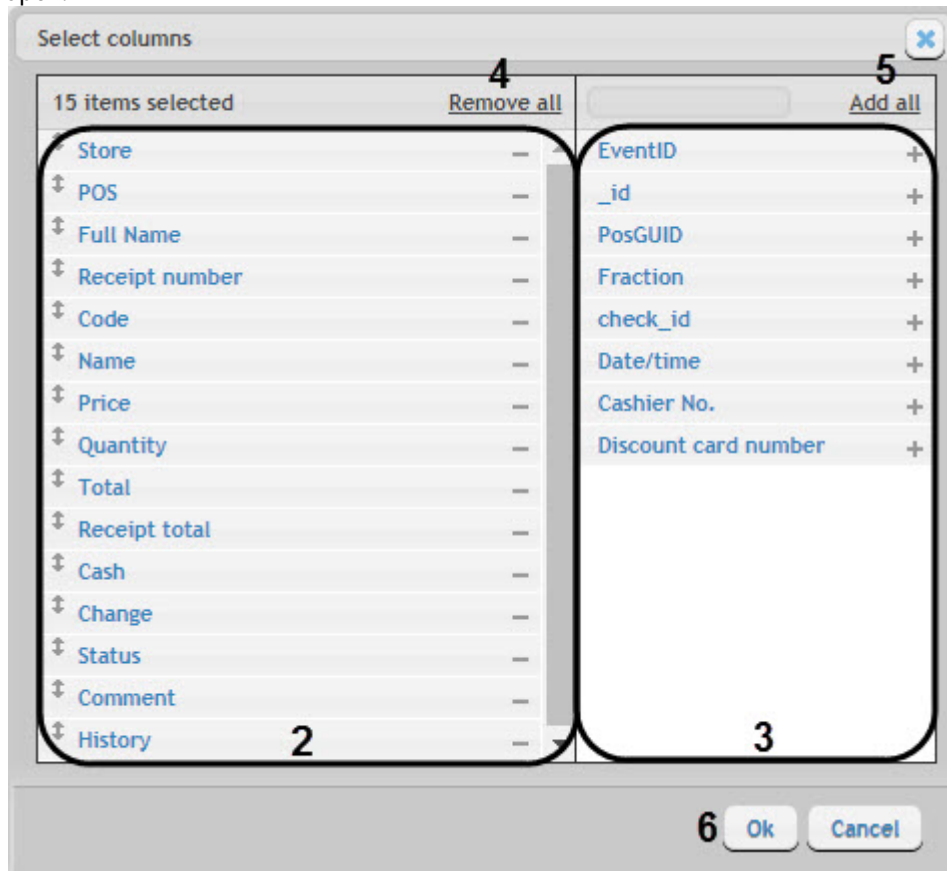 Select columns
4
5
15 items selected
Remove all
Add all
Store
POS
Full Name
Receipt number
Code
Name
Price
Quantity
Total
Receipt total
Cash
Change
Status
Comment
History
2
EventID
_id
PosGUID
Fraction
check_id
Date/time
Cashier No.
Discount card number
3
6
Ok
Cancel